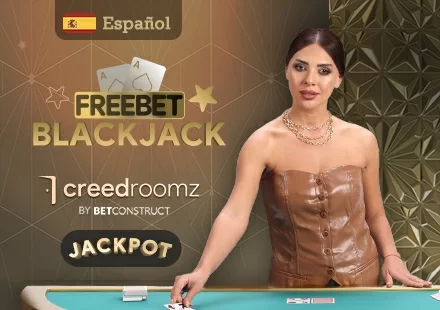 Español
A
A
FREEBET
BLACKJACK
creedroomz
BY BETCONSTRUCT
JACKPOT